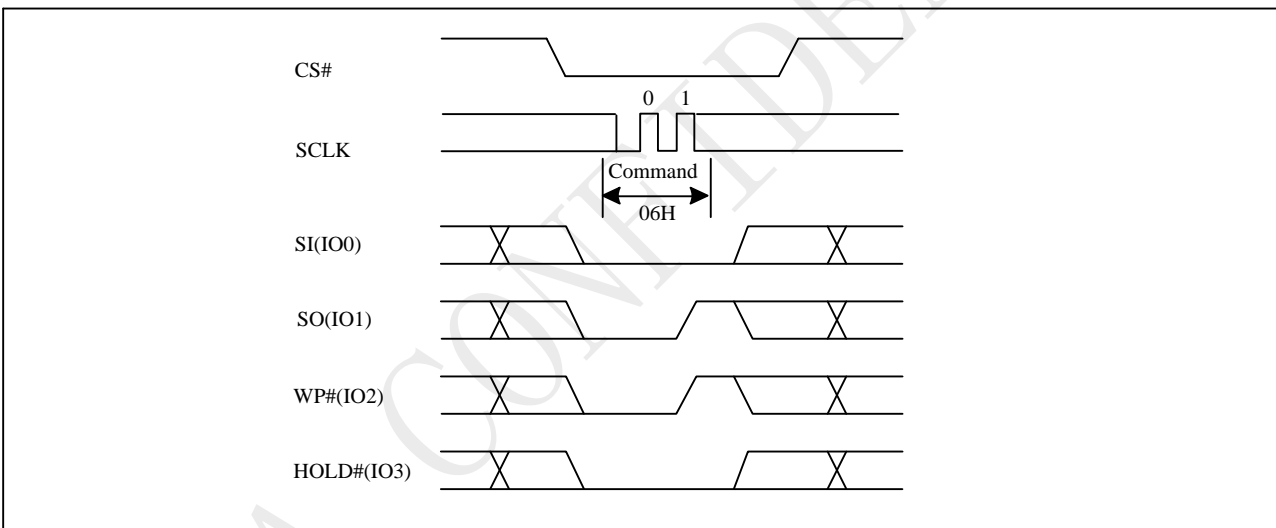 CS#
0 1
SCLK
Command
06H
SI(IO0)
SO(IO1)
WP#(IO2)
HOLD#(IO3)